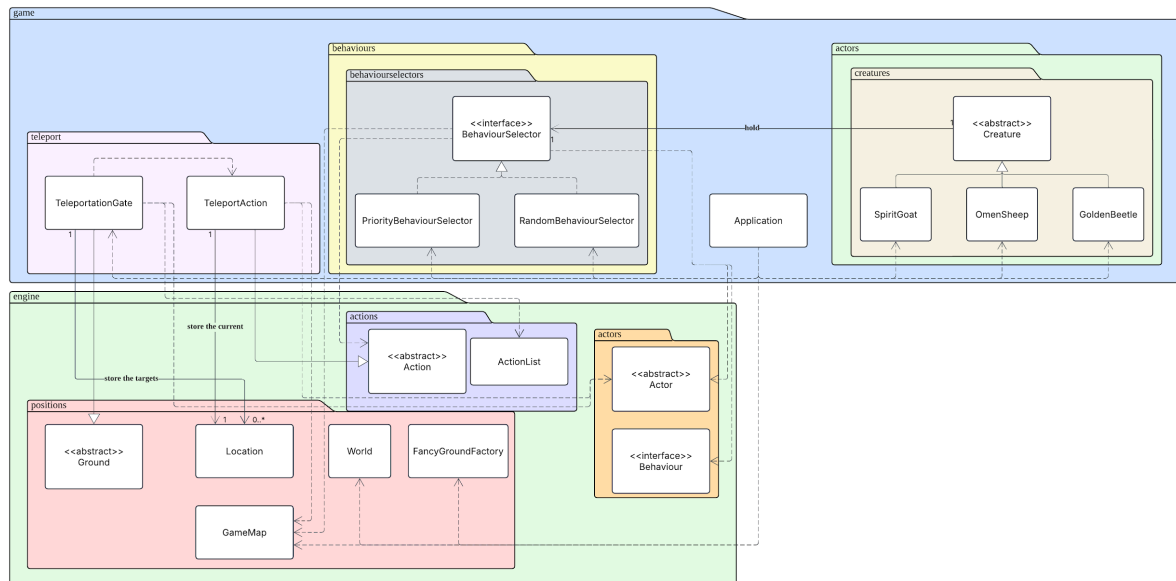 game
behaviours
actors
behaviourselectors
creatures
<<interface>>
BehaviourSelector
1
hold
1
<<abstract>>
Creature
teleport
TeleportationGate
TeleportAction
PriorityBehaviourSelector
RandomBehaviourSelector
Application
SpiritGoat
OmenSheep
GoldenBeetle
1
1
engine
actions
store the current
<<abstract>>
Action
ActionList
actors
<<abstract>>
Actor
store the targets
positions
1
0..*
<<abstract>>
Ground
Location
World
FancyGroundFactory
<<interface>>
Behaviour
GameMap